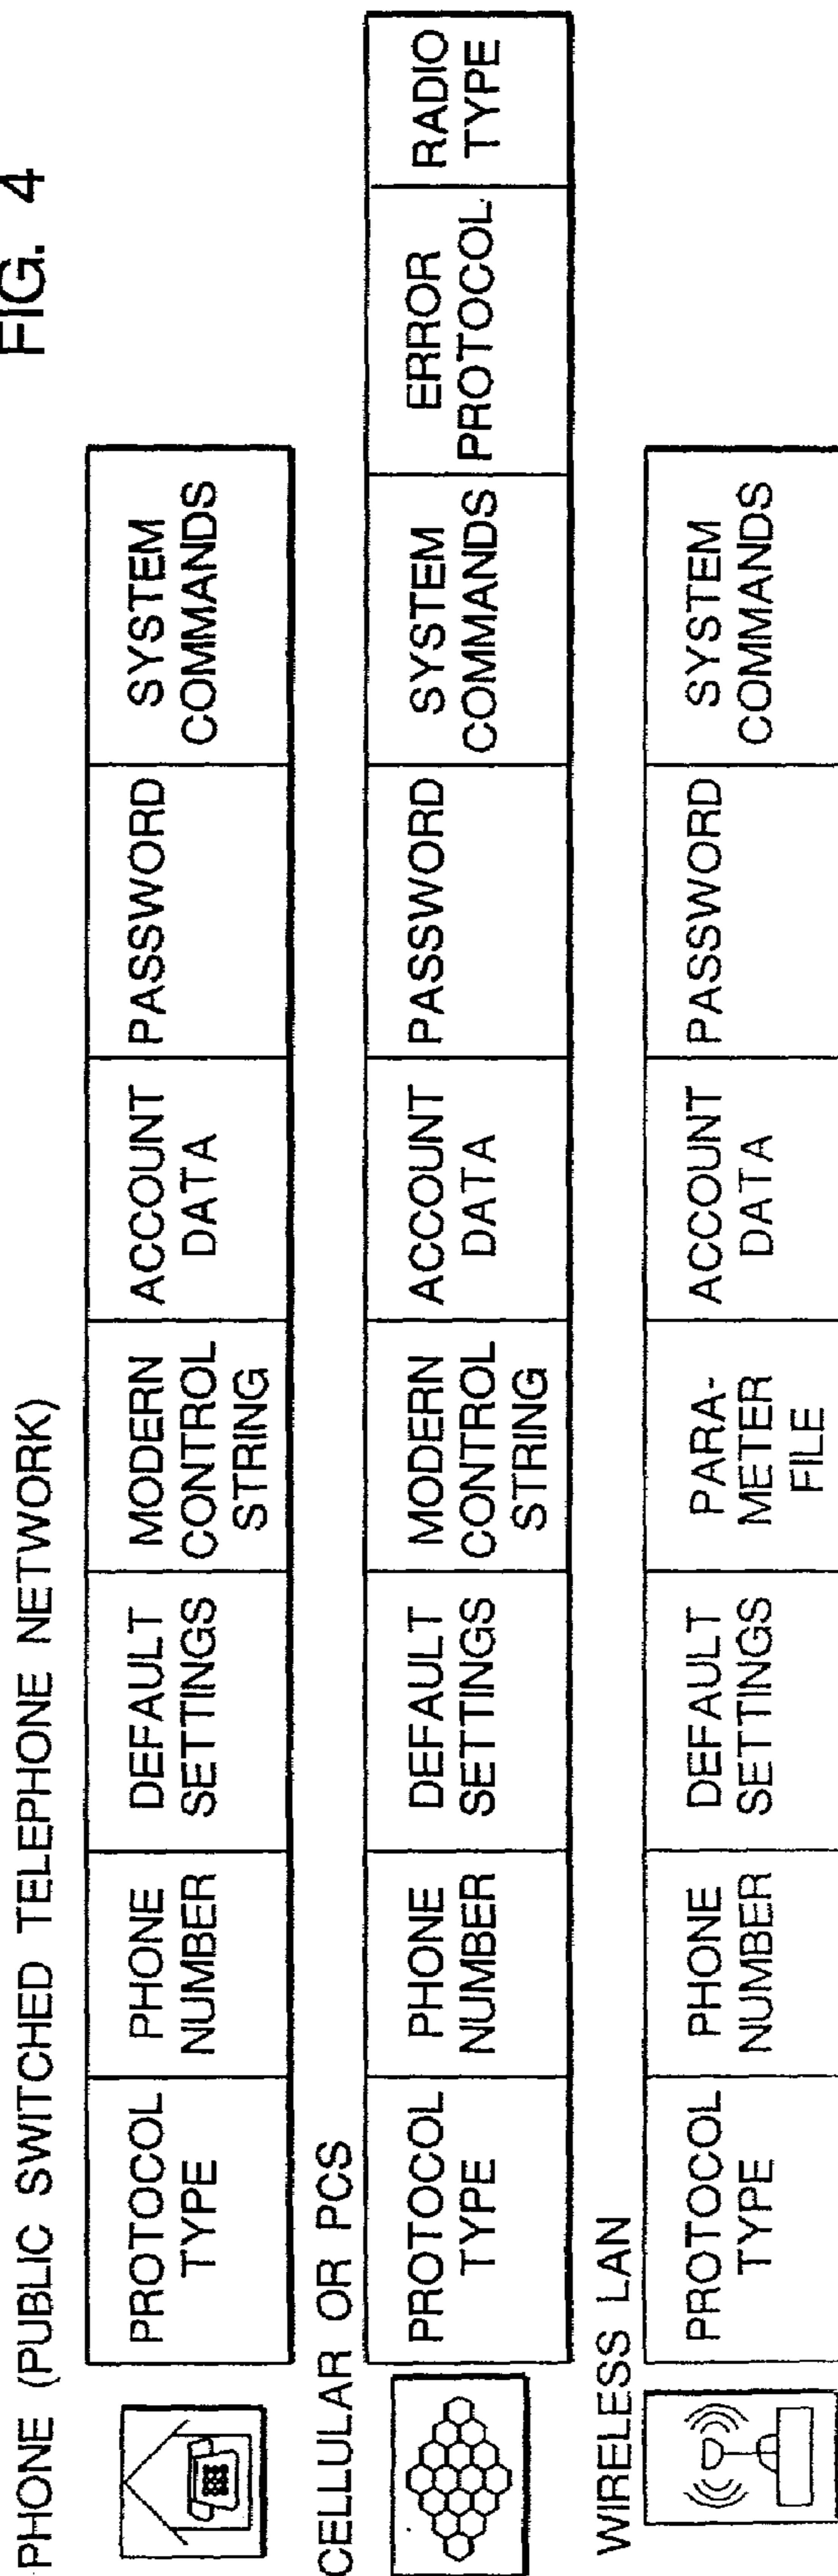 FIG. 4
PHONE (PUBLIC SWITCHED TELEPHONE NETWORK)
PROTOCOL
TYPE
PHONE
NUMBER
DEFAULT
SETTINGS
MODERN
CONTROL
STRING
ACCOUNT
DATA
PASSWORD
SYSTEM
COMMANDS
CELLULAR OR PCS
PROTOCOL
TYPE
PHONE
NUMBER
DEFAULT
SETTINGS
MODERN
CONTROL
STRING
ACCOUNT
DATA
PASSWORD
SYSTEM
COMMANDS
ERROR
PROTOCOL
RADIO
TYPE
WIRELESS LAN
PROTOCOL
TYPE
PHONE
NUMBER
DEFAULT
SETTINGS
PARA-
METER
FILE
ACCOUNT
DATA
PASSWORD
SYSTEM
COMMANDS